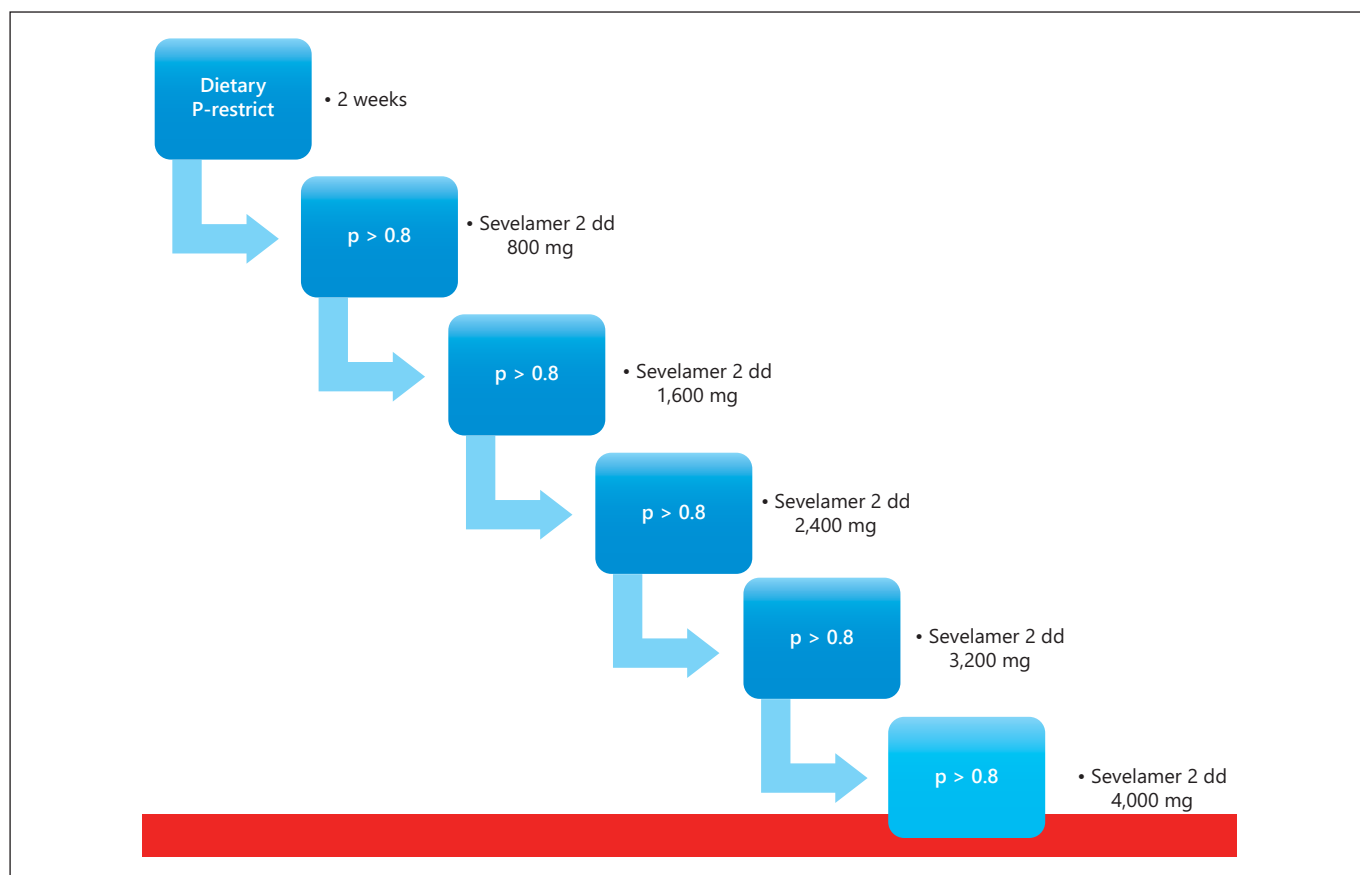 Dietary
P-restrict
• 2 weeks
p > 0.8
• Sevelamer 2 dd
800 mg
p > 0.8
• Sevelamer 2 dd
1,600 mg
p > 0.8
• Sevelamer 2 dd
2,400 mg
p > 0.8
• Sevelamer 2 dd
3,200 mg
p > 0.8
• Sevelamer 2 dd
4,000 mg